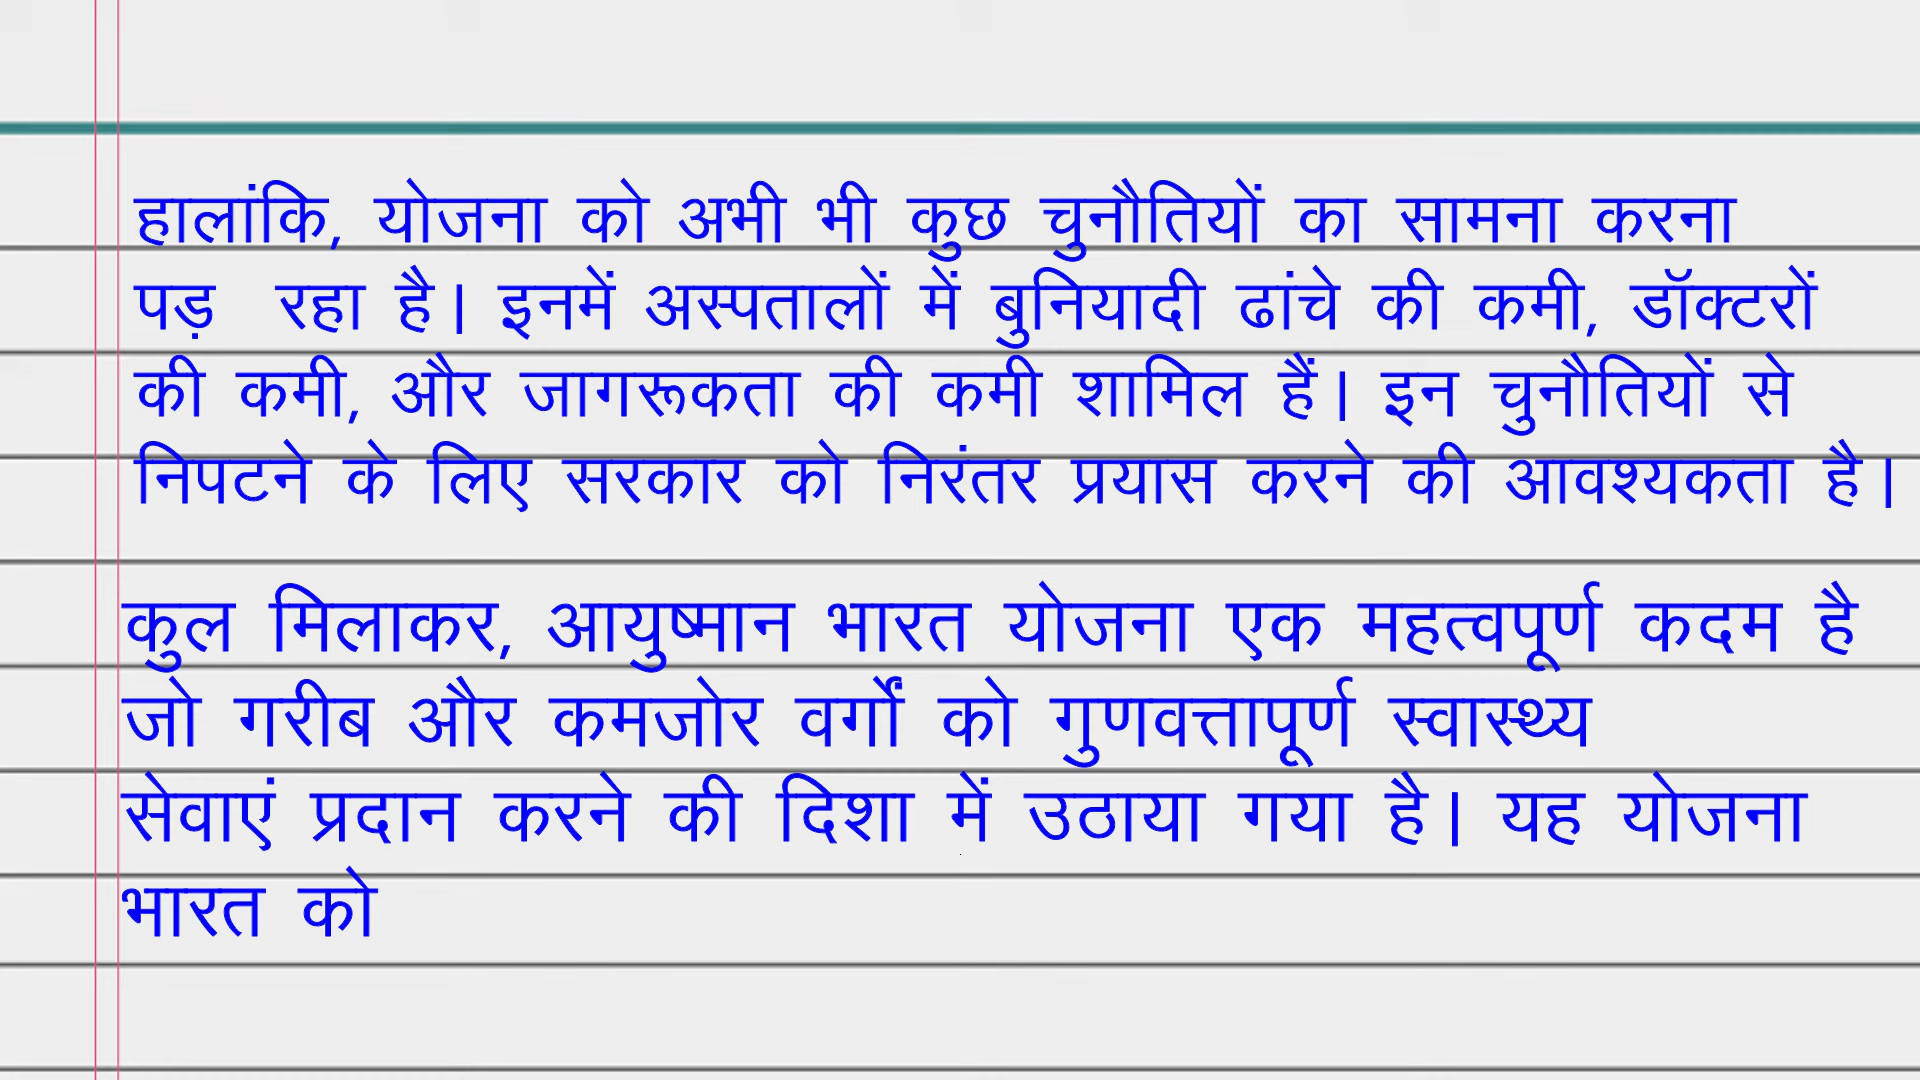 हालांकि, योजना को अभी भी कुछ चुनौतियों का सामना करना
पड़ रहा है। इनमें अस्पतालों में बुनियादी ढांचे की कमी, डॉक्टरों
की कमी, और जागरूकता की कमी शामिल हैं। इन चुनौतियों से
निपटने के लिए सरकार को निरंतर प्रयास करने की आवश्यकता है।
कुल मिलाकर, आयुष्मान भारत योजना एक महत्वपूर्ण कदम है
जो गरीब और कमजोर वर्गों को गुणवत्तापूर्ण स्वास्थ्य
सेवाएं प्रदान करने की दिशा में उठाया गया है। यह योजना
भारत को